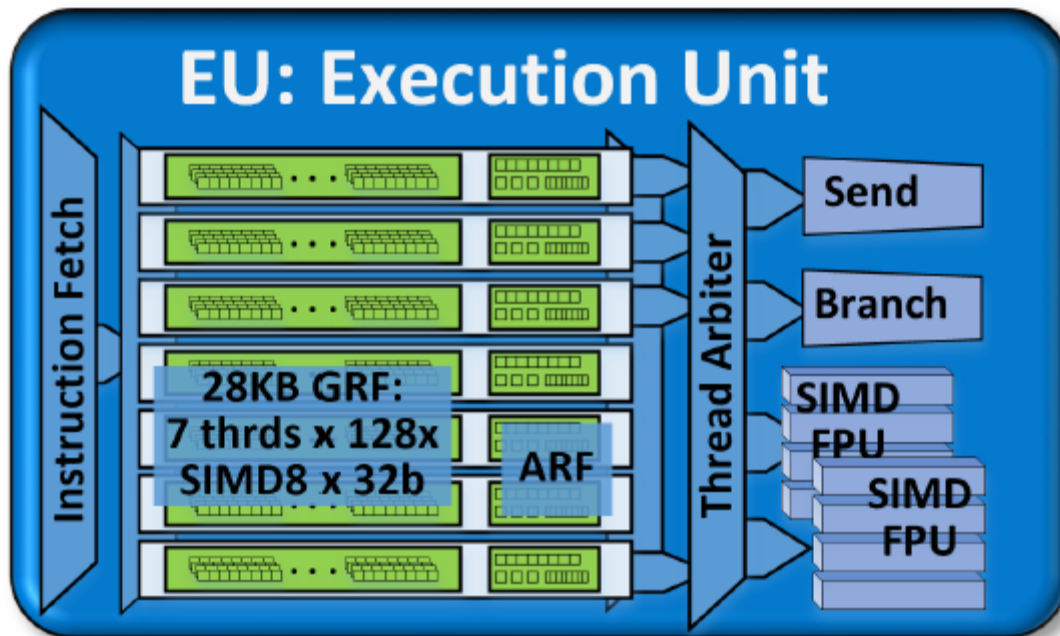 EU: Execution Unit
Instruction Fetch
28KB GRF:
7 thrds x 128x
SIMD8 x 32b
ARF
Thread Arbiter
Send
Branch
SIMD
FPU
SIMD
FPU